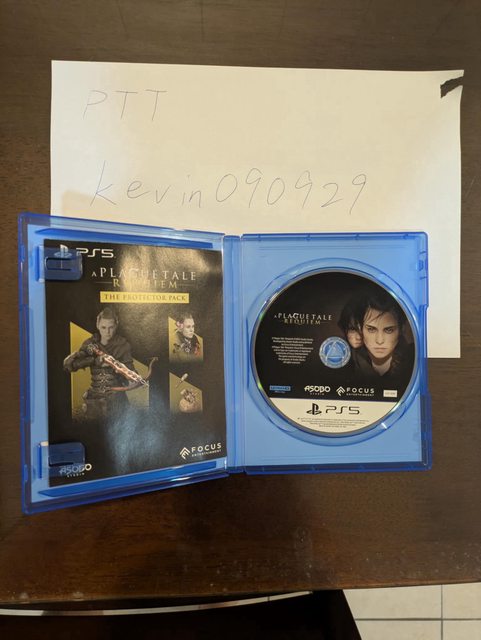 PTT
kevin090929
PS5
A PLAGUE TALE
REQUIEM
THE PROTECTOR PACK
ASOBO
STUDIO
FOCUS
ENTERTAINMENT
A PLAGUE TALE
REQUIEM
ASOBO
STUDIO
FOCUS
ENTERTAINMENT
PS5